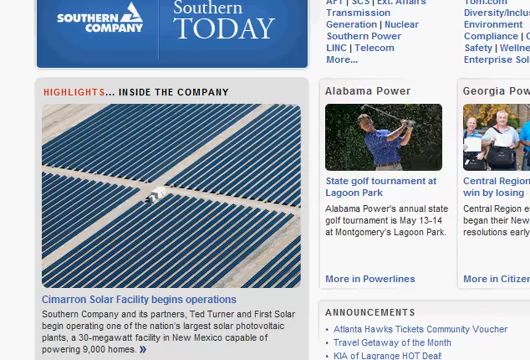 SOUTHERN
COMPANY
Southern
TODAY
HIGHLIGHTS... INSIDE THE COMPANY
Cimarron Solar Facility begins operations
Southern Company and its partners, Ted Turner and First Solar
begin operating one of the nation's largest solar photovoltaic
plants, a 30-megawatt facility in New Mexico capable of
powering 9,000 homes. »
APT | SCS | Ext. Affairs
Transmission
Generation | Nuclear
Southern Power
LINC | Telecom
More...
Diversity/Inclus
Environment
Compliance |
Safety | Wellne
Enterprise Sol
Alabama Power
State golf tournament at
Lagoon Park
Alabama Power's annual state
golf tournament is May 13-14
at Montgomery's Lagoon Park.
More in Powerlines
Georgia Pow
Central Region
win by losing
Central Region e
began their New
resolutions early
More in Citizen
ANNOUNCEMENTS
• Atlanta Hawks Tickets Community Voucher
• Travel Getaway of the Month
• KIA of Lagrange HOT Deal!